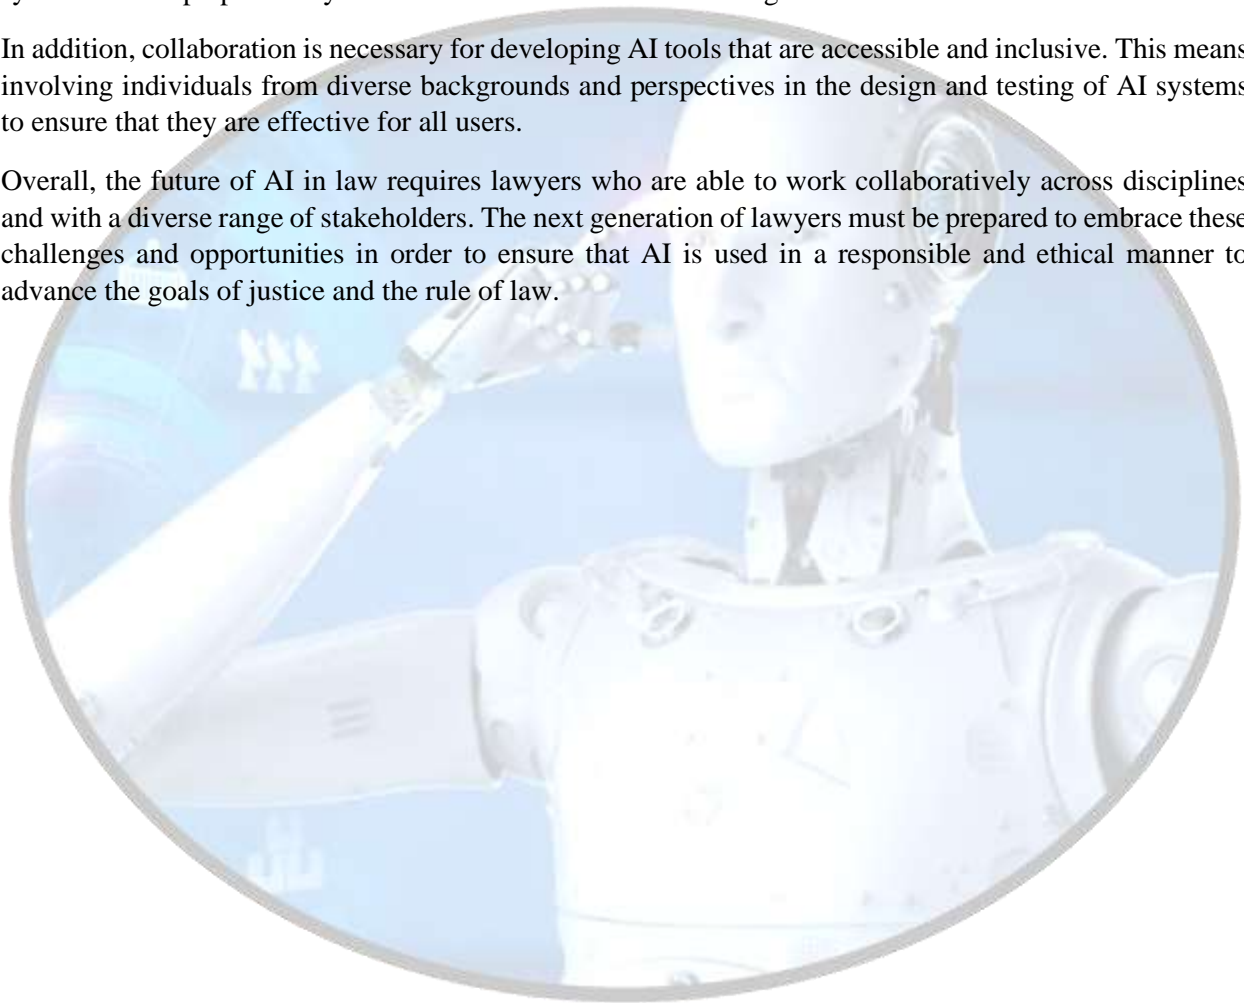 In addition, collaboration is necessary for developing AI tools that are accessible and inclusive. This means
involving individuals from diverse backgrounds and perspectives in the design and testing of AI systems
to ensure that they are effective for all users.
Overall, the future of AI in law requires lawyers who are able to work collaboratively across disciplines
and with a diverse range of stakeholders. The next generation of lawyers must be prepared to embrace these
challenges and opportunities in order to ensure that AI is used in a responsible and ethical manner to
advance the goals of justice and the rule of law.